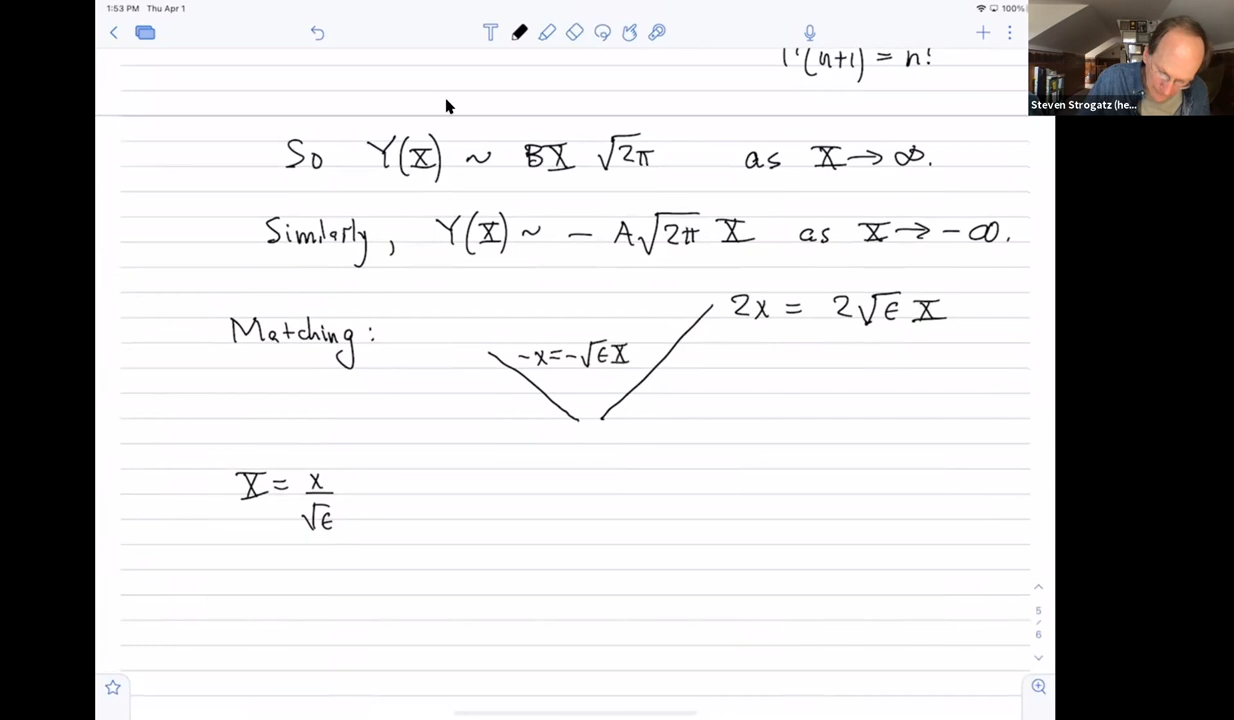 1:53 PM Thu Apr 1
100%
Γ(n+1) = n!
Steven Strogatz (he...
So Y(X) ~ BX √2π as X → ∞.
Similarly, Y(X) ~ - A√2π X as X → -∞.
2x = 2√ϵ X
Matching:
-x=-√ϵ X
X = x/√ϵ
5
/
6